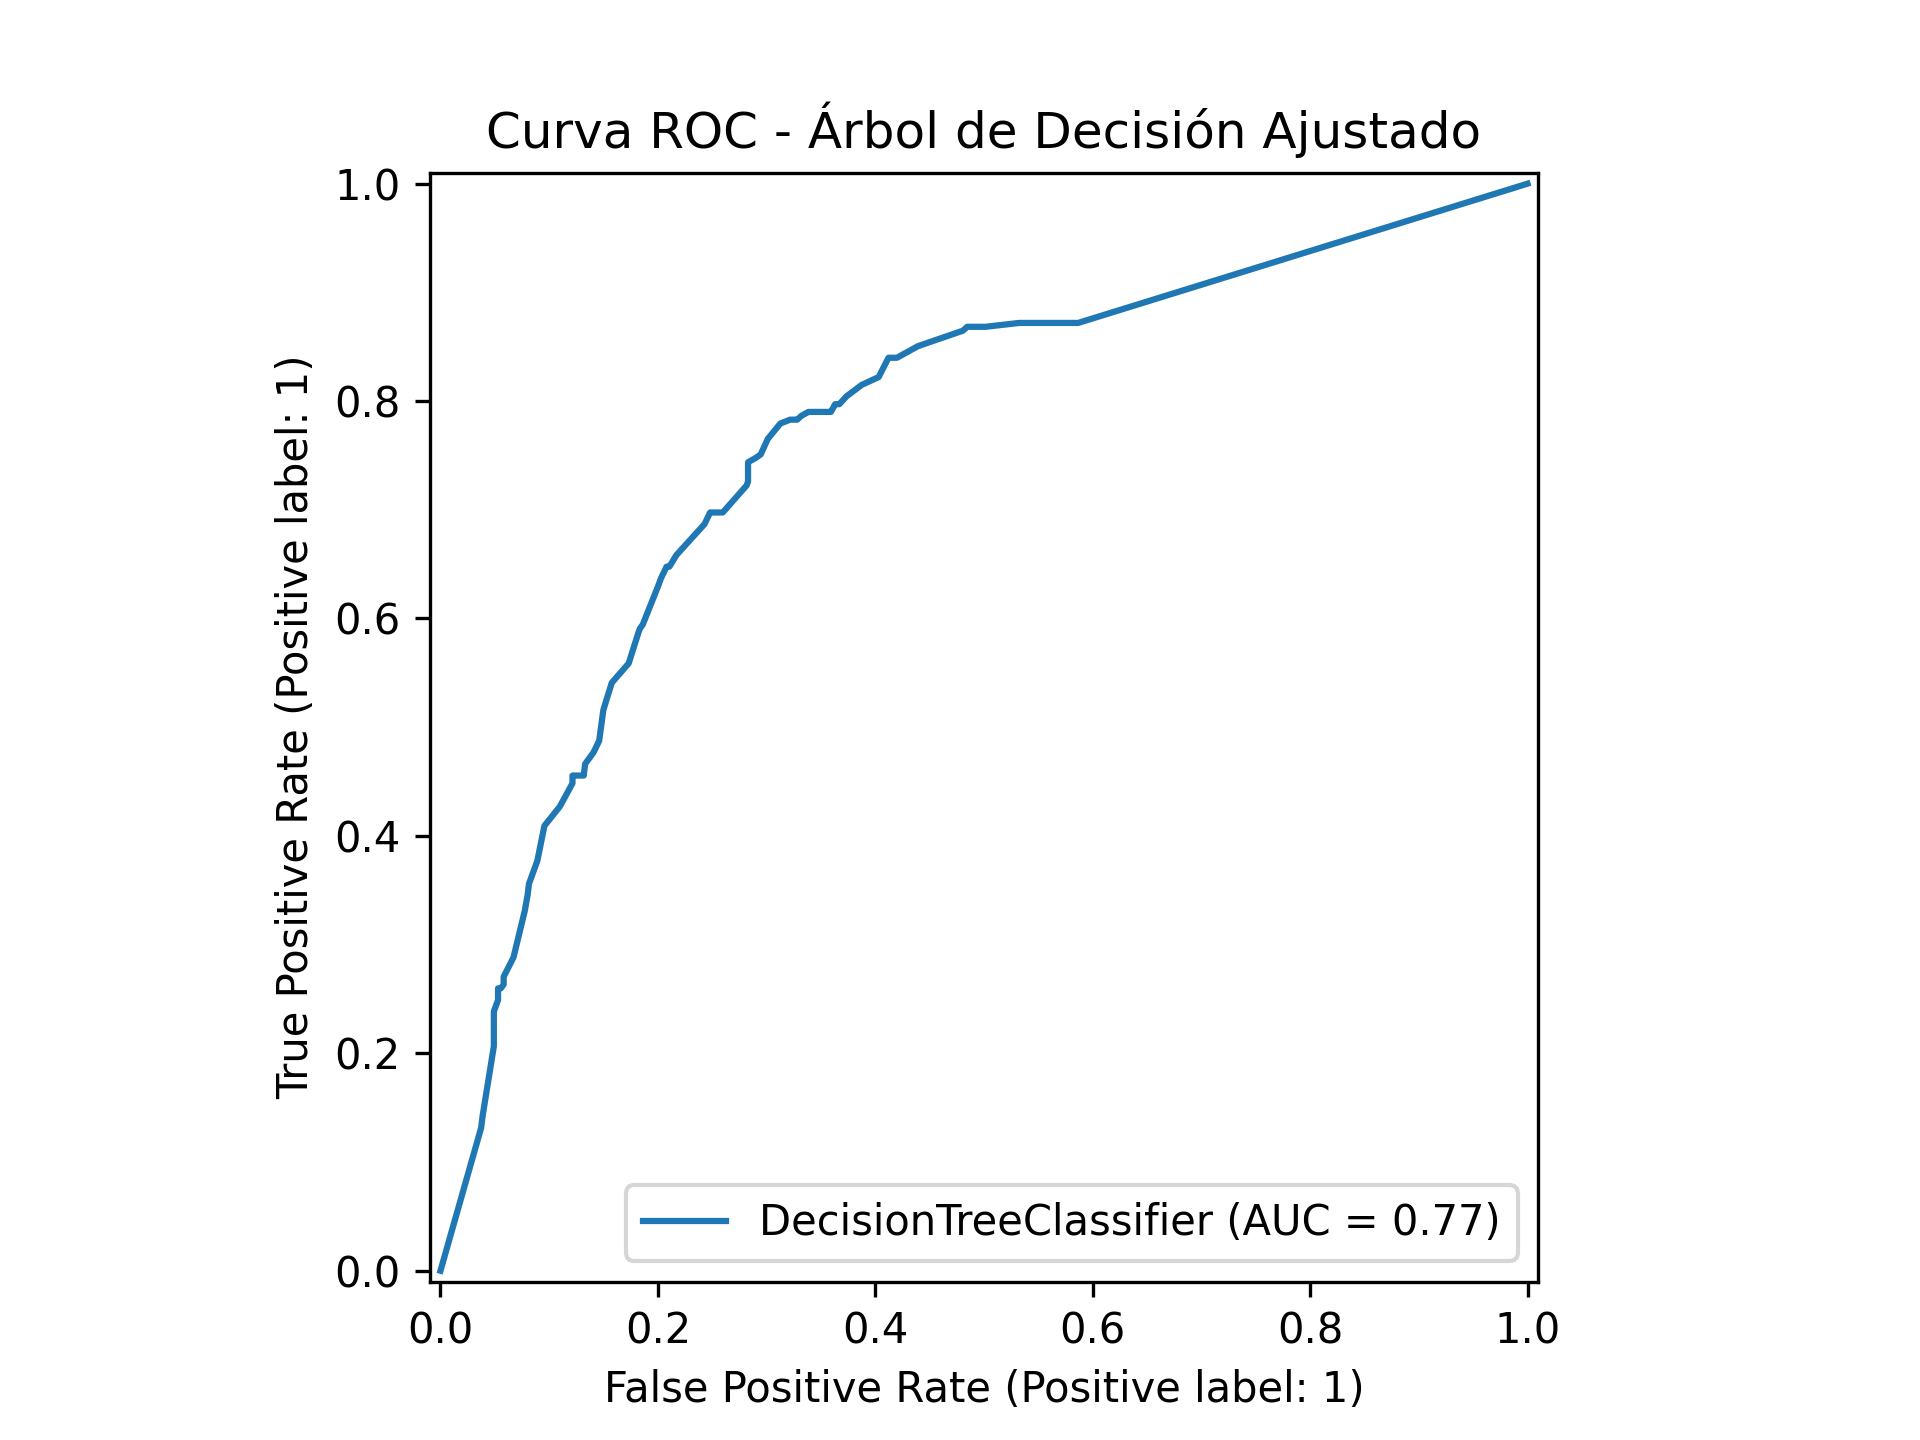 Curva ROC - Árbol de Decisión Ajustado
True Positive Rate (Positive label: 1)
1.0
0.8
0.6
0.4
0.2
0.0
DecisionTreeClassifier (AUC = 0.77)
0.0 0.2 0.4 0.6 0.8 1.0
False Positive Rate (Positive label: 1)